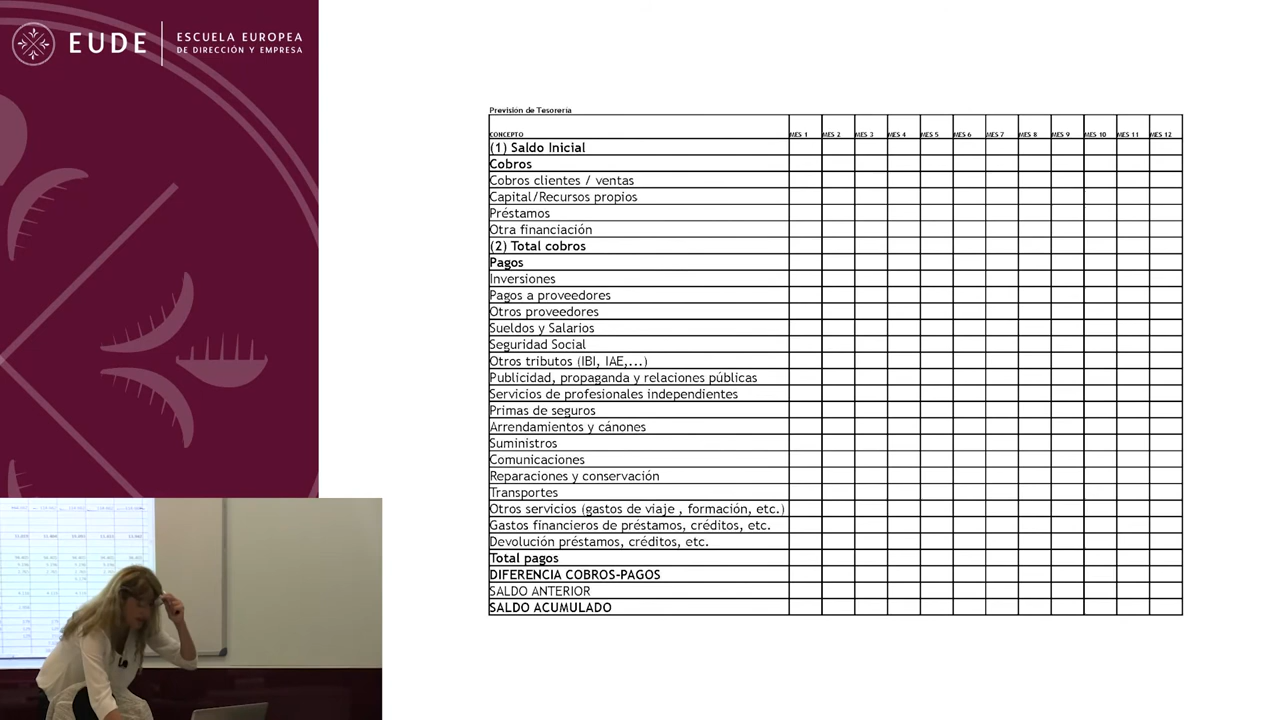 EUDE
ESCUELA EUROPEA
DE DIRECCIÓN Y EMPRESA
Previsión de Tesorería
CONCEPTO MES 1 MES 2 MES 3 MES 4 MES 5 MES 6 MES 7 MES 8 MES 9 MES 10 MES 11 MES 12
(1) Saldo Inicial
Cobros
Cobros clientes / ventas
Capital/Recursos propios
Préstamos
Otra financiación
(2) Total cobros
Pagos
Inversiones
Pagos a proveedores
Otros proveedores
Sueldos y Salarios
Seguridad Social
Otros tributos (IBI, IAE,...)
Publicidad, propaganda y relaciones públicas
Servicios de profesionales independientes
Primas de seguros
Arrendamientos y cánones
Suministros
Comunicaciones
Reparaciones y conservación
Transportes
Otros servicios (gastos de viaje , formación, etc.)
Gastos financieros de préstamos, créditos, etc.
Devolución préstamos, créditos, etc.
Total pagos
DIFERENCIA COBROS-PAGOS
SALDO ANTERIOR
SALDO ACUMULADO